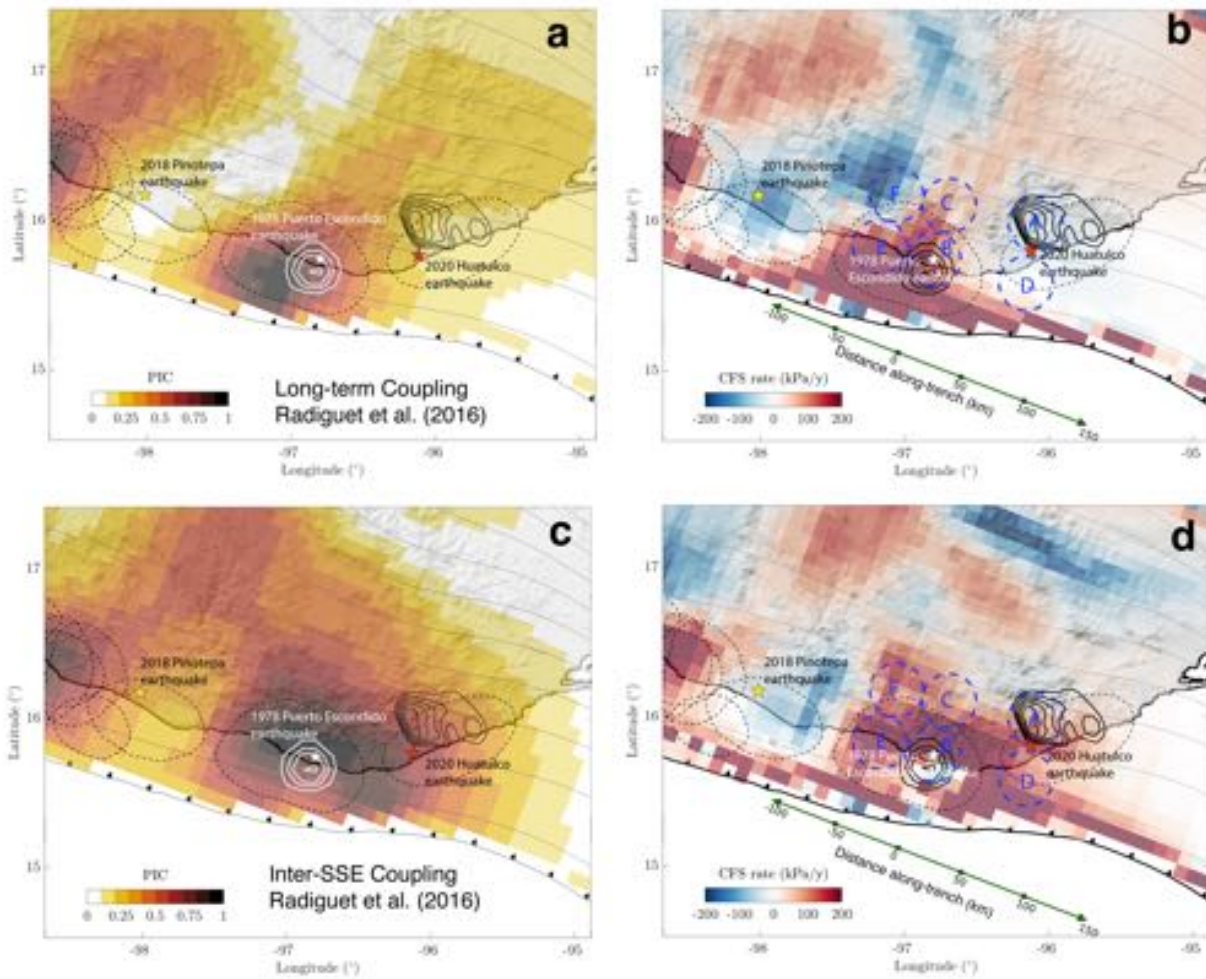 a
17
16
15
Latitude (°)
2018 Pinotepa
earthquake
1978 Puerto Escondido
earthquake
2020 Huatulco
earthquake
PIC
0 0.25 0.5 0.75 1
Long-term Coupling
Radiguet et al. (2016)
-98 -97 -96 -95
Longitude (°)
b
17
16
15
Latitude (°)
2018 Pinotepa
earthquake
C
A
B
D
1978
2020 Huatulco
earthquake
-100
-50
0
50
100
150
Distance along-trench (km)
CFS rate (kPa/y)
-200 -100 0 100 200
-98 -97 -96 -95
Longitude (°)
c
17
16
15
Latitude (°)
2018 Pinotepa
earthquake
1978 Puerto Escondido
earthquake
2020 Huatulco
earthquake
PIC
0 0.25 0.5 0.75 1
Inter-SSE Coupling
Radiguet et al. (2016)
-98 -97 -96 -95
Longitude (°)
d
17
16
15
Latitude (°)
2018 Pinotepa
earthquake
C
A
B
D
2020 Huatulco
earthquake
-100
-50
0
50
100
150
Distance along-trench (km)
CFS rate (kPa/y)
-200 -100 0 100 200
-98 -97 -96 -95
Longitude (°)